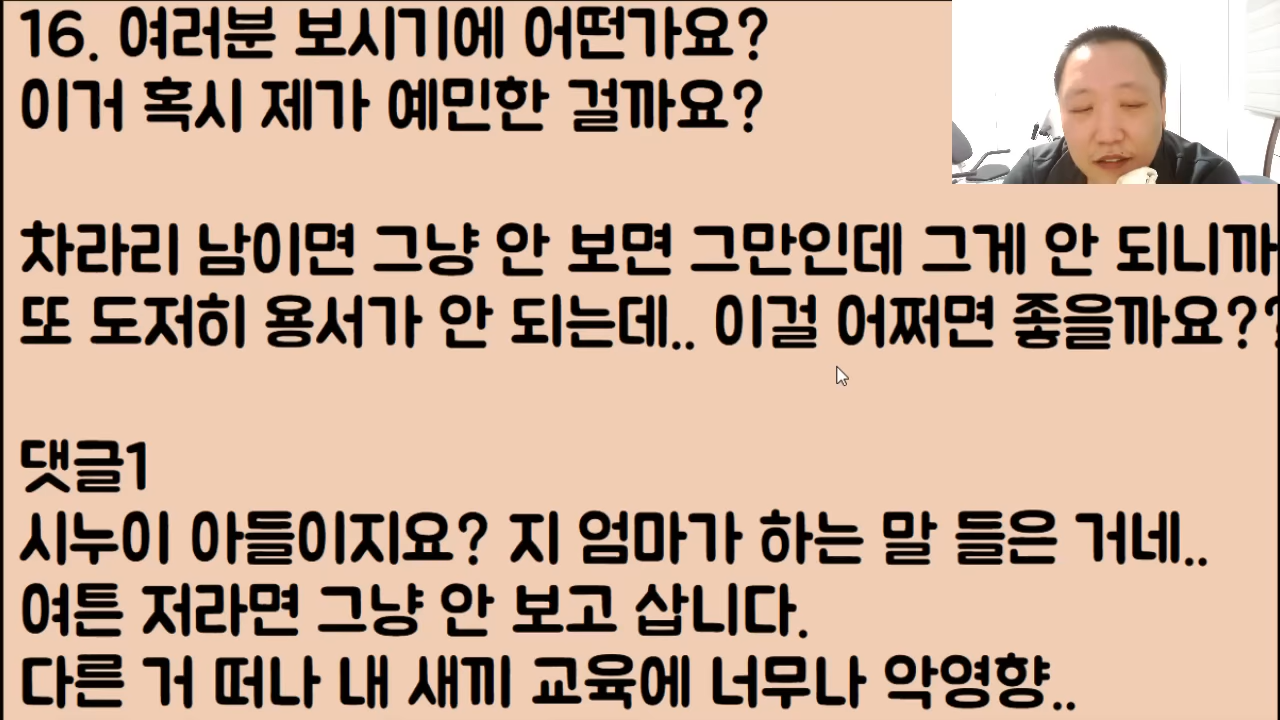 16. 여러분 보시기에 어떤가요?
이거 혹시 제가 예민한 걸까요?
차라리 남이면 그냥 안 보면 그만인데 그게 안 되니까
또 도저히 용서가 안 되는데.. 이걸 어쩌면 좋을까요??
댓글1
시누이 아들이지요? 지 엄마가 하는 말 들은 거네..
여튼 저라면 그냥 안 보고 삽니다.
다른 거 떠나 내 새끼 교육에 너무나 악영향..